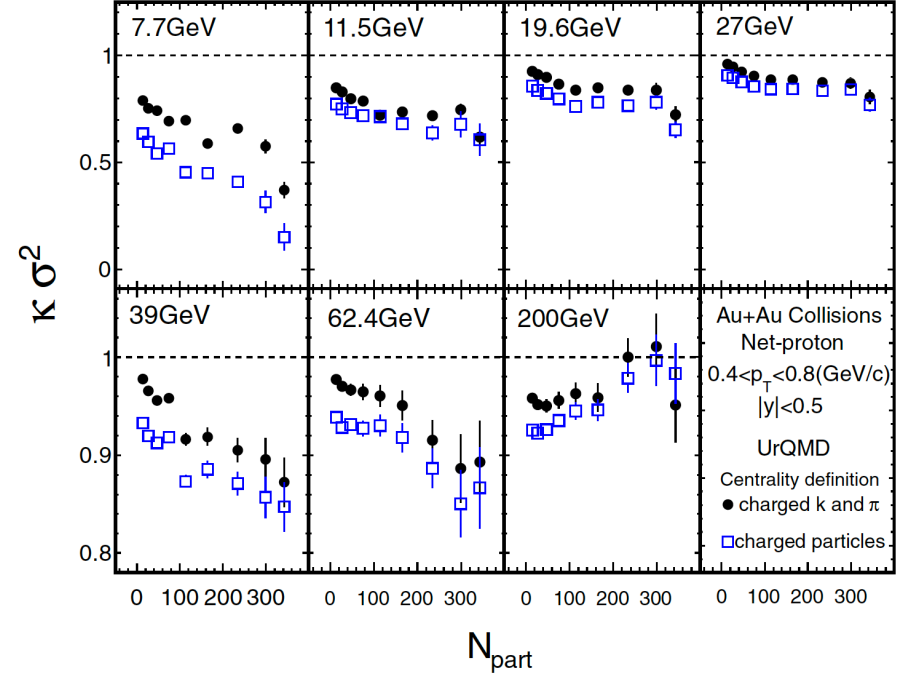 7.7GeV
11.5GeV
19.6GeV
27GeV
1
0.5
0
κ σ²
39GeV
62.4GeV
200GeV
Au+Au Collisions
Net-proton
0.4<p_T<0.8(GeV/c)
|y|<0.5
UrQMD
Centrality definition
charged k and π
charged particles
1
0.9
0.8
0 100 200 300
0 100 200 300
0 100 200 300
0 100 200 300
N_part